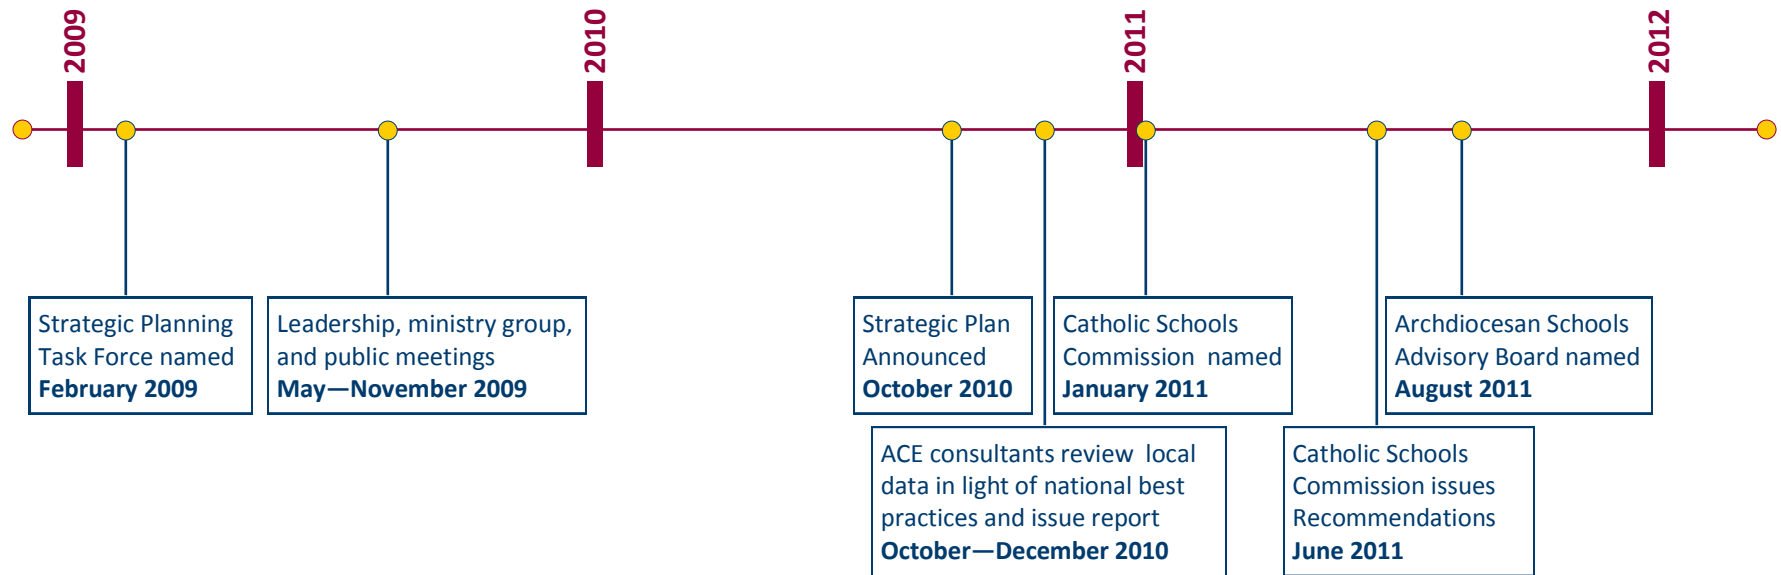 2009
2010
2011
2012
Strategic Planning
Task Force named
February 2009
Leadership, ministry group,
and public meetings
May—November 2009
Strategic Plan
Announced
October 2010
Catholic Schools
Commission  named
January 2011
Archdiocesan Schools
Advisory Board named
August 2011
ACE consultants review  local
data in light of national best
practices and issue report
October—December 2010
Catholic Schools
Commission issues
Recommendations
June 2011